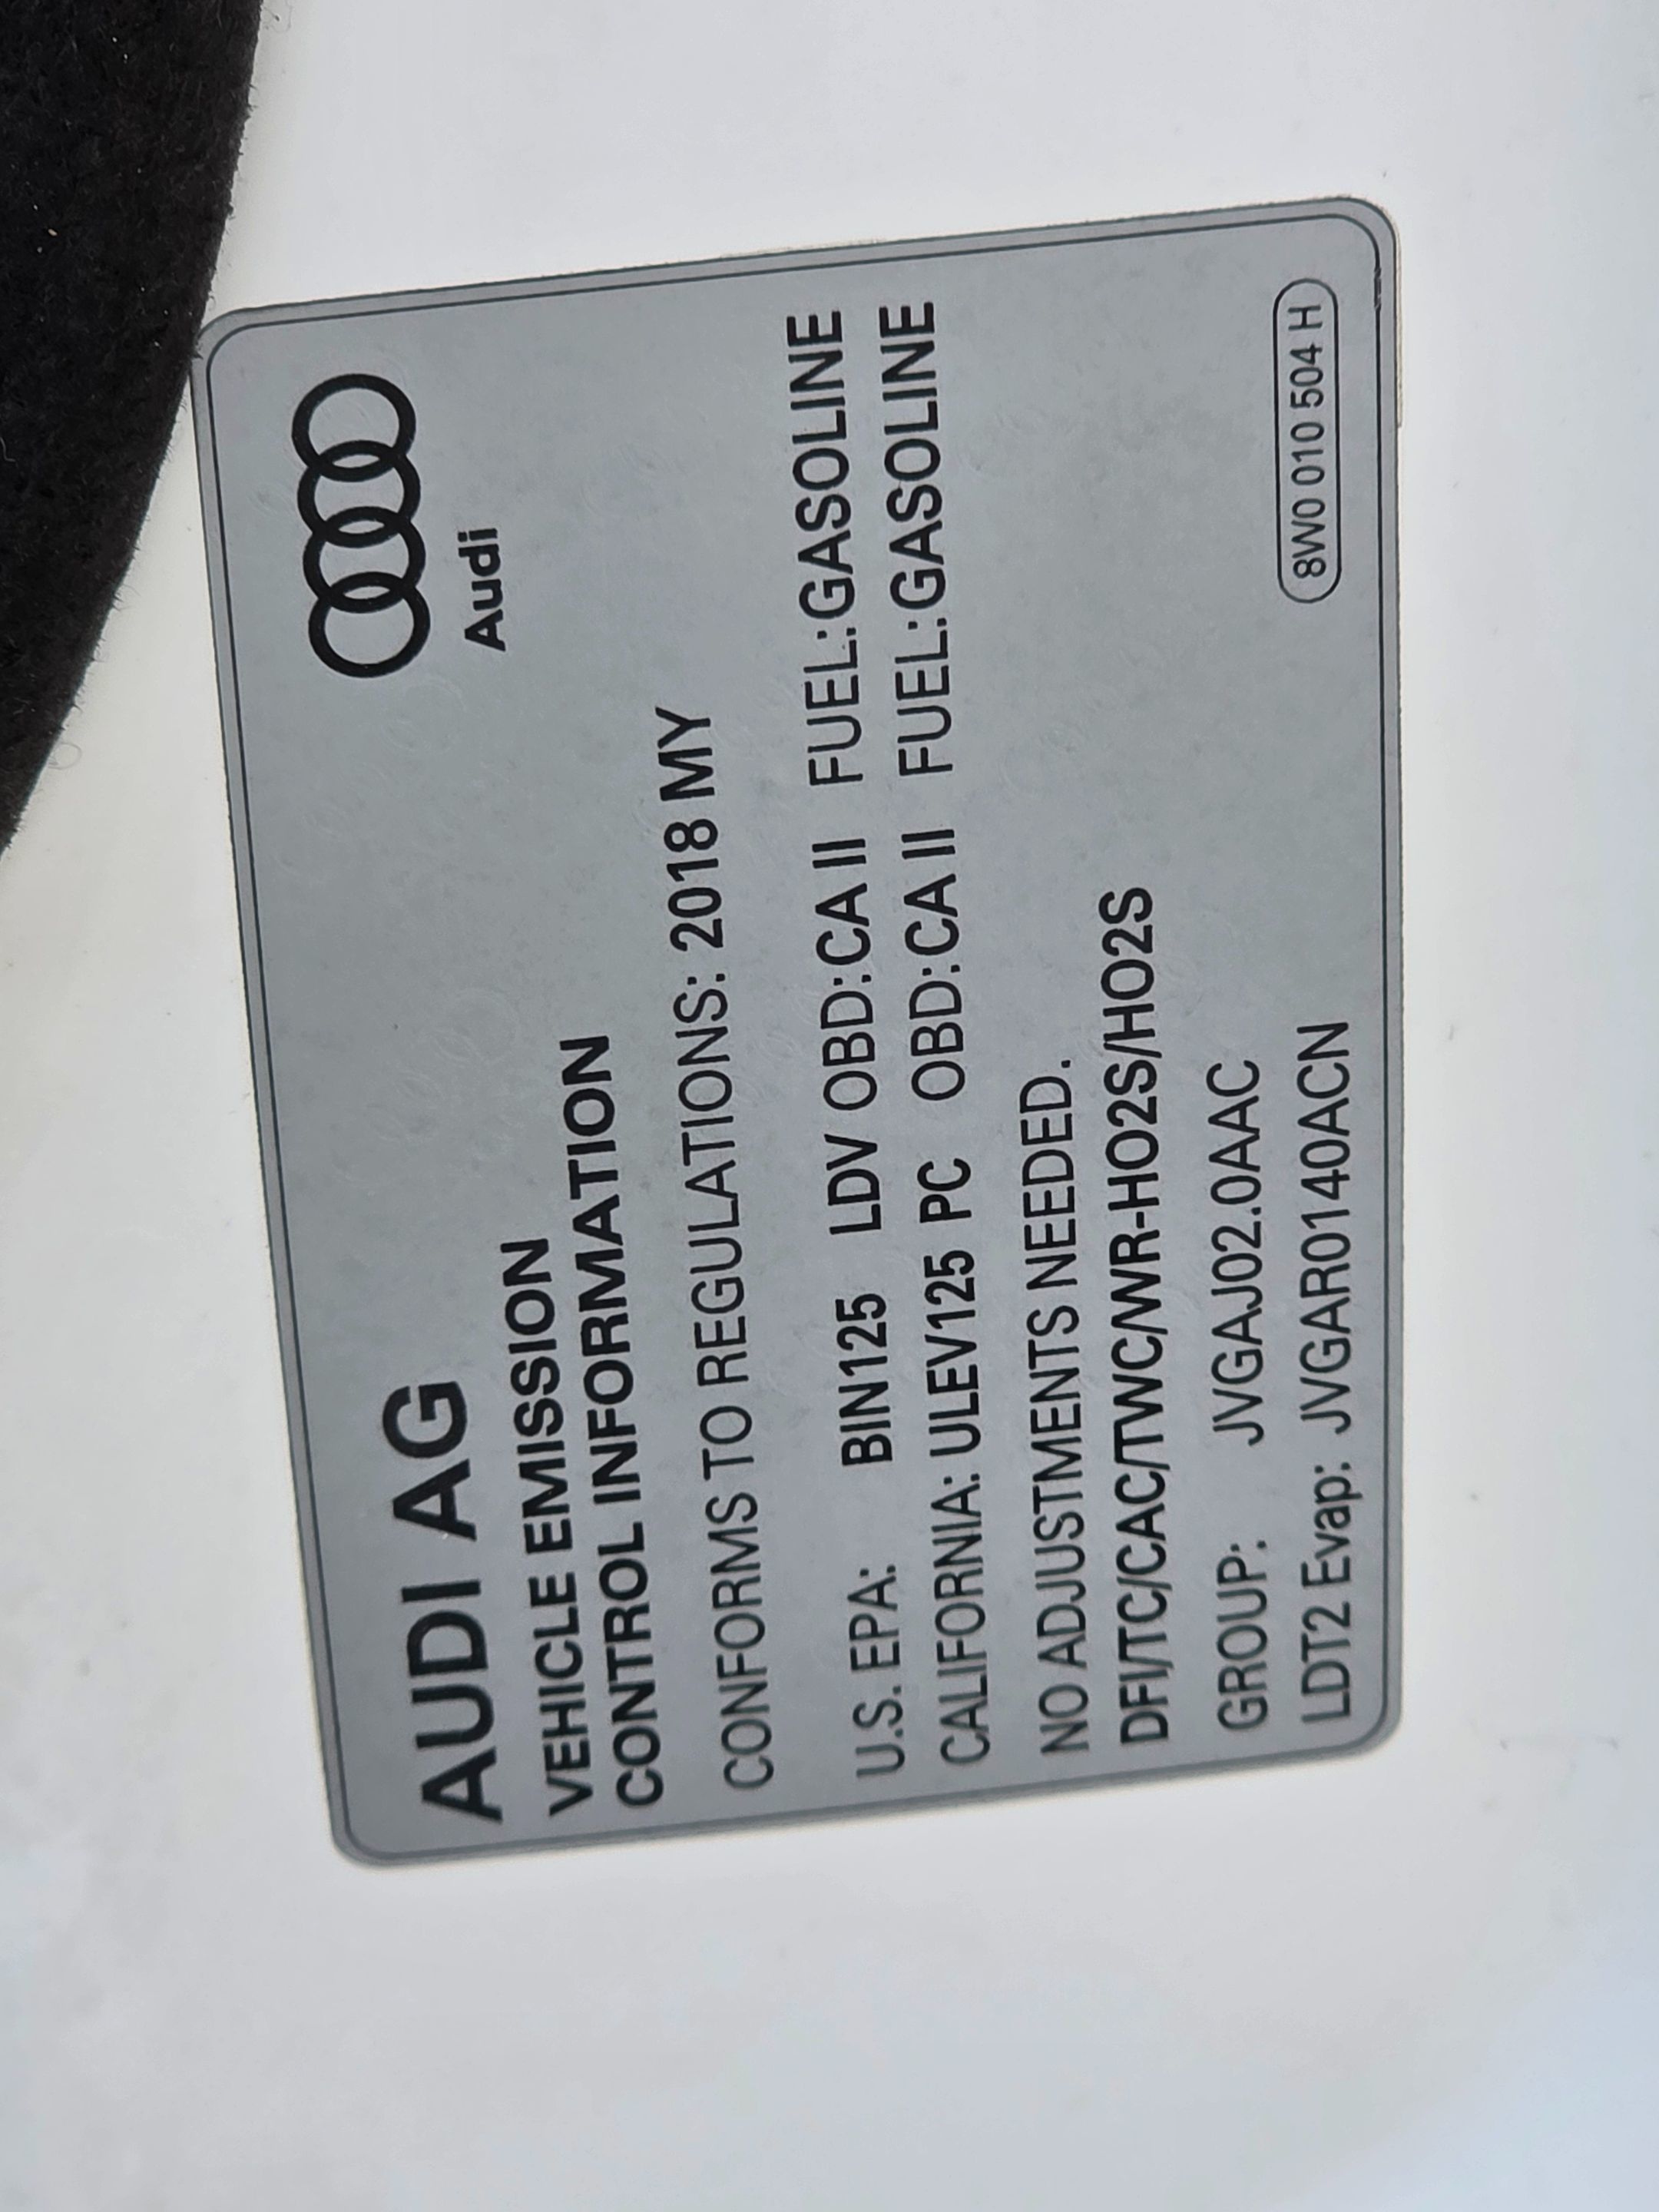 AUDI AG
Audi
VEHICLE EMISSION
CONTROL INFORMATION
CONFORMS TO REGULATIONS: 2018 MY
U.S. EPA: BIN125 LDV OBD:CA II FUEL:GASOLINE
CALIFORNIA: ULEV125 PC OBD:CA II FUEL:GASOLINE
NO ADJUSTMENTS NEEDED.
DFI/TC/CAC/TWC/WR-HO2S/HO2S
GROUP: JVGAJ02.0AAC
LDT2 Evap: JVGAR0140ACN
8W0 010 504 H